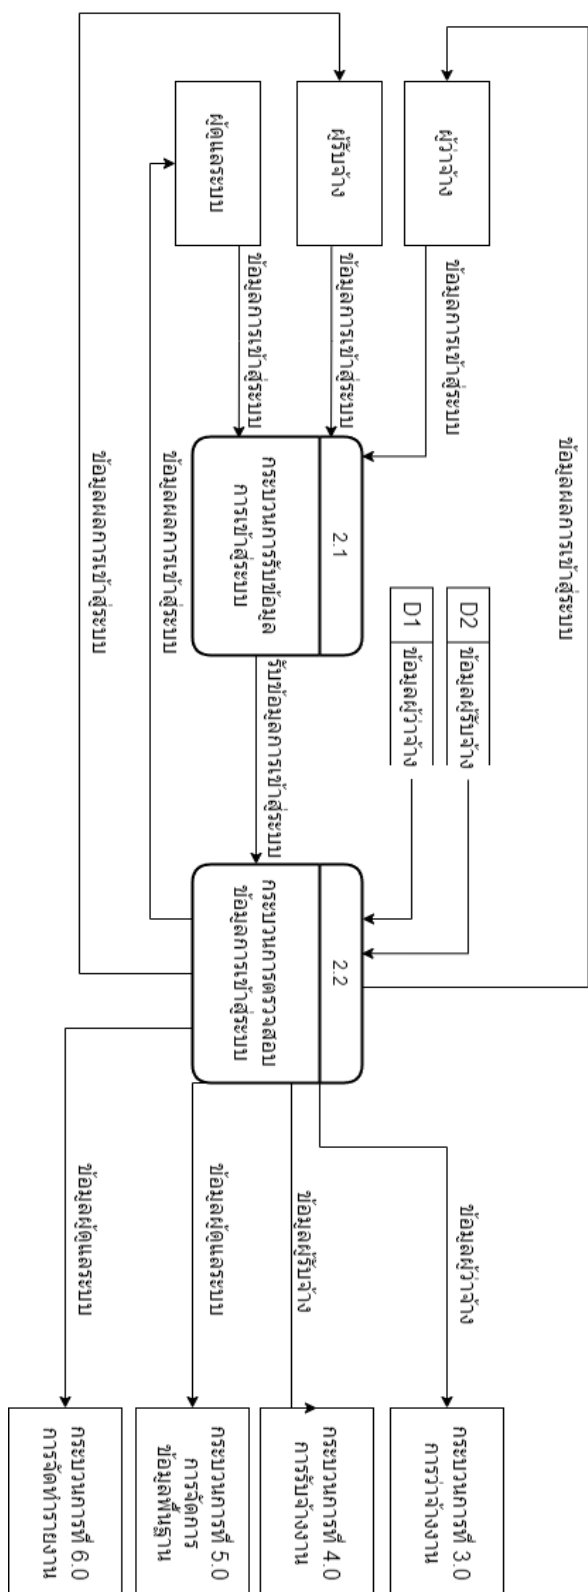 ข้อมูลผลการเข้าสู่ระบบ
ผู้ว่าจ้าง
ข้อมูลการเข้าสู่ระบบ
D2
ข้อมูลผู้รับจ้าง
D1
ข้อมูลผู้ว่าจ้าง
ข้อมูลผู้ว่าจ้าง
กระบวนการที่ 3.0
การว่าจ้างงาน
ผู้รับจ้าง
ข้อมูลการเข้าสู่ระบบ
2.1
กระบวนการรับข้อมูล
การเข้าสู่ระบบ
รับข้อมูลการเข้าสู่ระบบ
2.2
กระบวนการตรวจสอบ
ข้อมูลการเข้าสู่ระบบ
ข้อมูลผู้รับจ้าง
กระบวนการที่ 4.0
การรับจ้างงาน
ผู้ดูแลระบบ
ข้อมูลการเข้าสู่ระบบ
ข้อมูลผู้ดูแลระบบ
กระบวนการที่ 5.0
การจัดการ
ข้อมูลพื้นฐาน
ข้อมูลผลการเข้าสู่ระบบ
ข้อมูลผลการเข้าสู่ระบบ
ข้อมูลผู้ดูแลระบบ
กระบวนการที่ 6.0
การจัดทำรายงาน